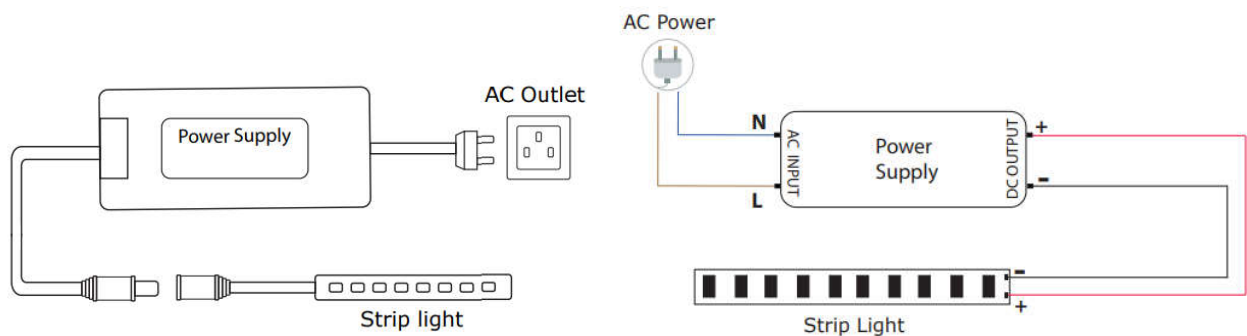 Power Supply
AC Outlet
Strip light
AC Power
N
L
AC INPUT
Power
Supply
DC OUTPUT
+
-
-
+
Strip Light